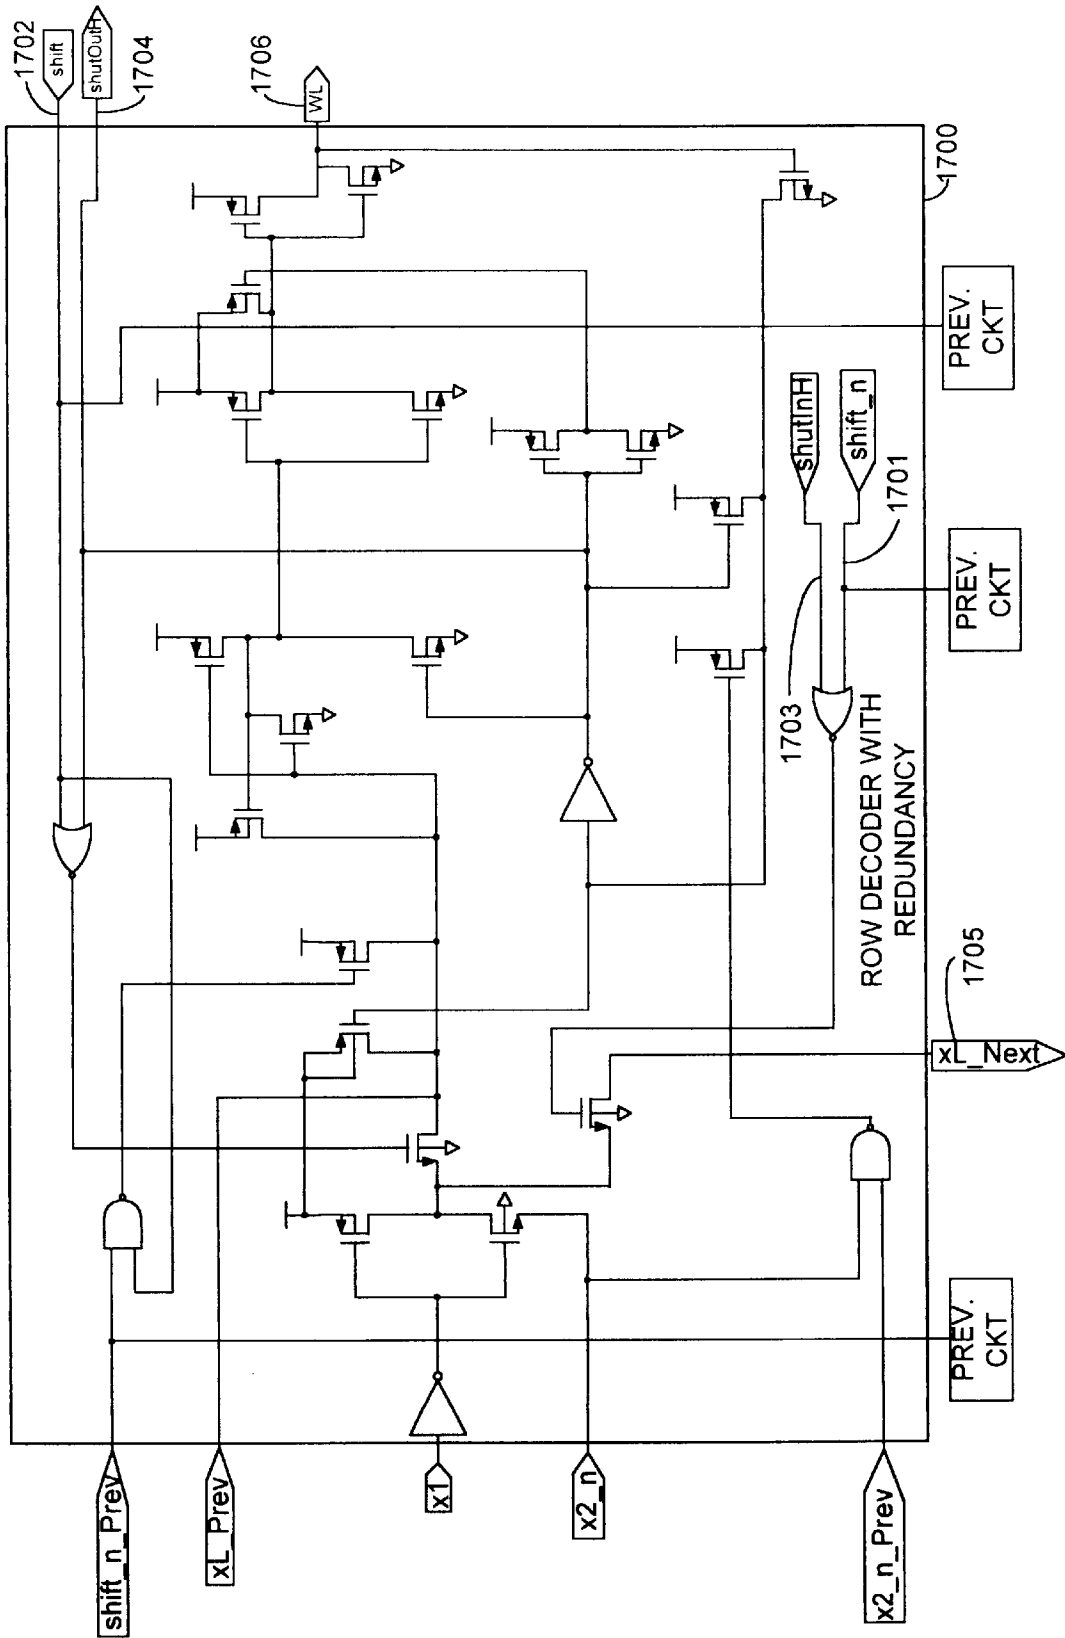 1702
shift
shutOutH
1704
1706
WL
1700
PREV.
CKT
shutInH
shift_n
1701
PREV.
CKT
1703
ROW DECODER WITH
REDUNDANCY
1705
xL_Next
PREV.
CKT
shift_n_Prev
xL_Prev
x1
x2_n
x2_n_Prev